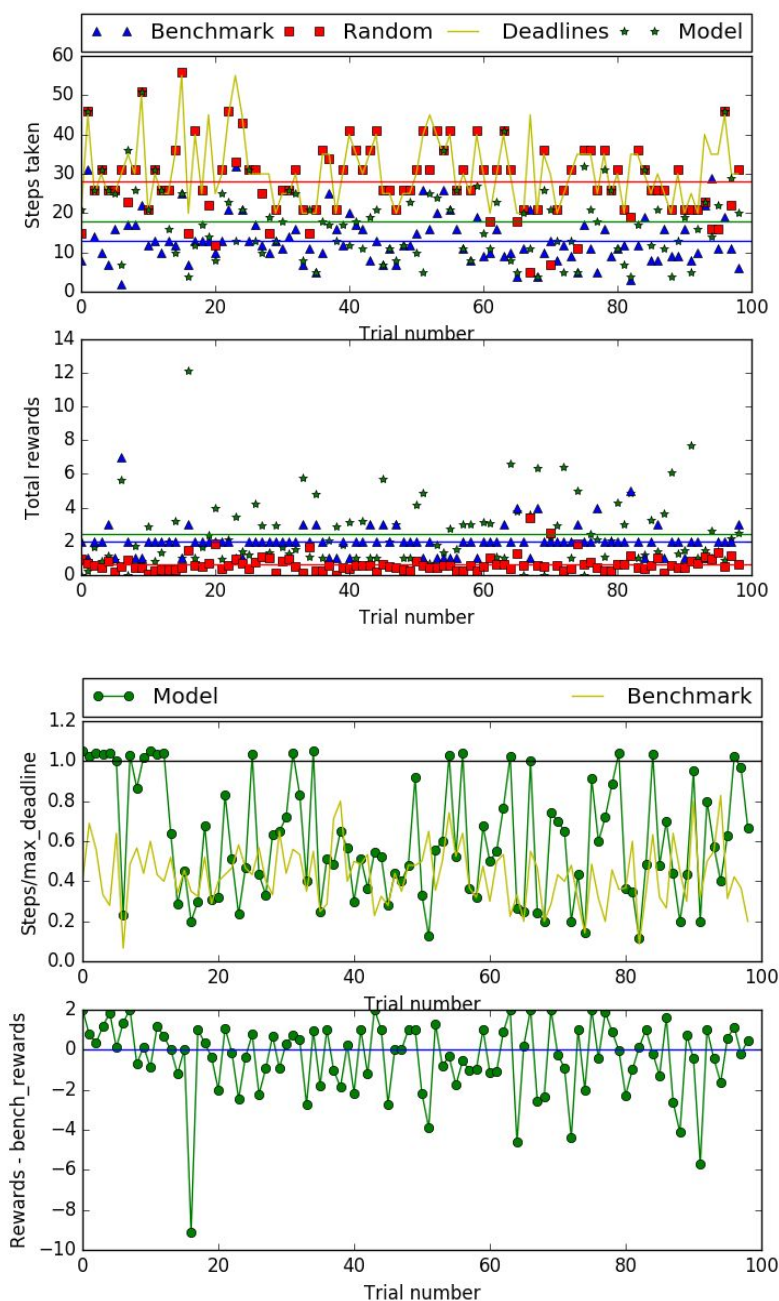 Benchmark Random Deadlines Model
60
50
40
30
20
10
0
Steps taken
0 20 40 60 80 100
Trial number
14
12
10
8
6
4
2
0
Total rewards
0 20 40 60 80 100
Trial number
Model Benchmark
1.2
1.0
0.8
0.6
0.4
0.2
0.0
Steps/max_deadline
0 20 40 60 80 100
Trial number
2
0
−2
−4
−6
−8
−10
Rewards - bench_rewards
0 20 40 60 80 100
Trial number